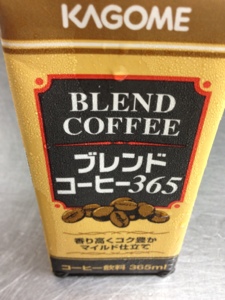 KAGOME
BLEND
COFFEE
ブレンド
コーヒー365
香り高くコク豊か
マイルド仕立て
コーヒー飲料 365ml